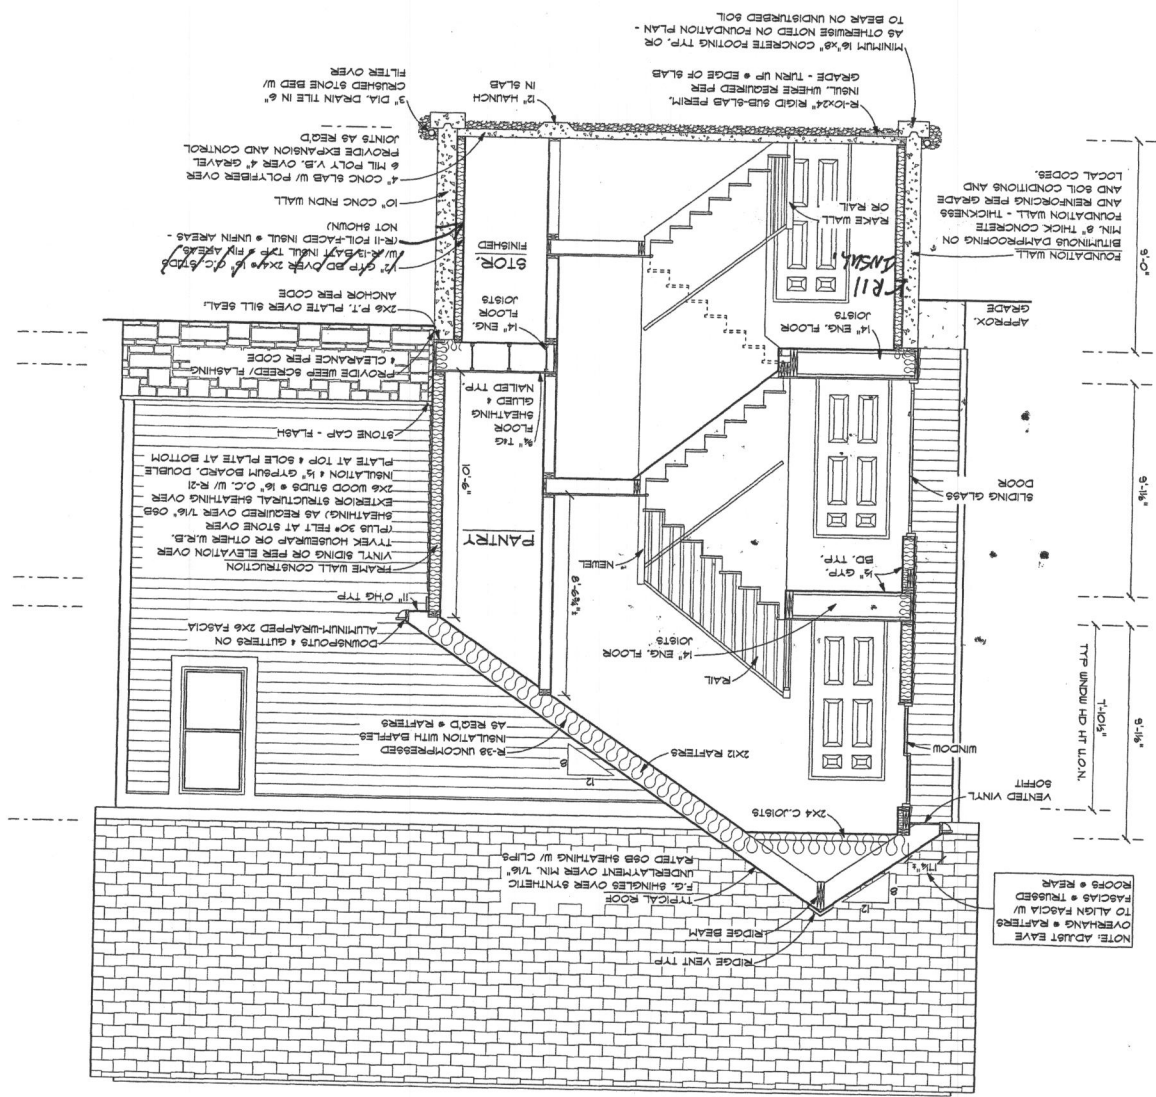 NOTE: ADJUST EAVE
OVERHANG @ RAFTERS
TO ALIGN FASCIA W/
FASCIAS @ TRUSSED
ROOFS @ REAR
12
8
RIDGE VENT TYP
RIDGE BEAM
TYPICAL ROOF
F.G. SHINGLES OVER SYNTHETIC
UNDERLAYMENT OVER MIN. 7/16"
RATED OSB SHEATHING W/ CLIPS
VENTED VINYL
SOFFIT
2X4 C.JOISTS
12
8
WINDOW
2X12 RAFTERS
R-38 UNCOMPRESSED
INSULATION WITH BAFFLES
AS REQ'D @ RAFTERS
9'-1⅛"
7'-10½"
TYP WNDW HD HT U.O.N.
RAIL
14" ENG. FLOOR
JOISTS
DOWNSPOUTS & GUTTERS ON
ALUMINUM-WRAPPED 2X6 FASCIA
11" O'HG TYP
½" GYP.
BD. TYP.
NEWEL
8'-6¾"±
PANTRY
10'-6"
FRAME WALL CONSTRUCTION
VINYL SIDING OR PER ELEVATION OVER
TYVEK HOUSEWRAP OR OTHER W.R.B.
(PLUS 30# FELT AT STONE OVER
SHEATHING) AS REQUIRED OVER 7/16" OSB
EXTERIOR STRUCTURAL SHEATHING OVER
2X6 WOOD STUDS @ 16" O.C. W/ R-21
INSULATION & ½" GYPSUM BOARD. DOUBLE
PLATE AT TOP & SOLE PLATE AT BOTTOM
SLIDING GLASS
DOOR
9'-1⅛"
¾" T&G
FLOOR
SHEATHING
GLUED &
NAILED TYP.
STONE CAP - FLASH
PROVIDE WEEP SCREED/ FLASHING
& CLEARANCE PER CODE
APPROX.
GRADE
14" ENG. FLOOR
JOISTS
14" ENG.
FLOOR
JOISTS
2X6 P.T. PLATE OVER SILL SEAL.
ANCHOR PER CODE
R11
INSUL.
STOR.
FINISHED
½" GYP BD OVER 2X4 @ 16" O.C. STUDS
W/ R-13 BATT INSUL TYP @ FIN AREAS
(R-11 FOIL-FACED INSUL @ UNFIN AREAS -
NOT SHOWN)
FOUNDATION WALL
BITUMINOUS DAMPROOFING ON
MIN. 8" THICK CONCRETE
FOUNDATION WALL - THICKNESS
AND REINFORCING PER GRADE
AND SOIL CONDITIONS AND
LOCAL CODES.
9'-0"
RAKE WALL
OR RAIL
10" CONC FNDN WALL
4" CONC SLAB W/ POLYFIBER OVER
6 MIL POLY V.B. OVER 4" GRAVEL
PROVIDE EXPANSION AND CONTROL
JOINTS AS REQ'D
R-10x24" RIGID SUB-SLAB PERIM.
INSUL. WHERE REQUIRED PER
GRADE - TURN UP @ EDGE OF SLAB
12" HAUNCH
IN SLAB
3" DIA. DRAIN TILE IN 6"
CRUSHED STONE BED W/
FILTER OVER
MINIMUM 16"x8" CONCRETE FOOTING TYP. OR
AS OTHERWISE NOTED ON FOUNDATION PLAN -
TO BEAR ON UNDISTURBED SOIL